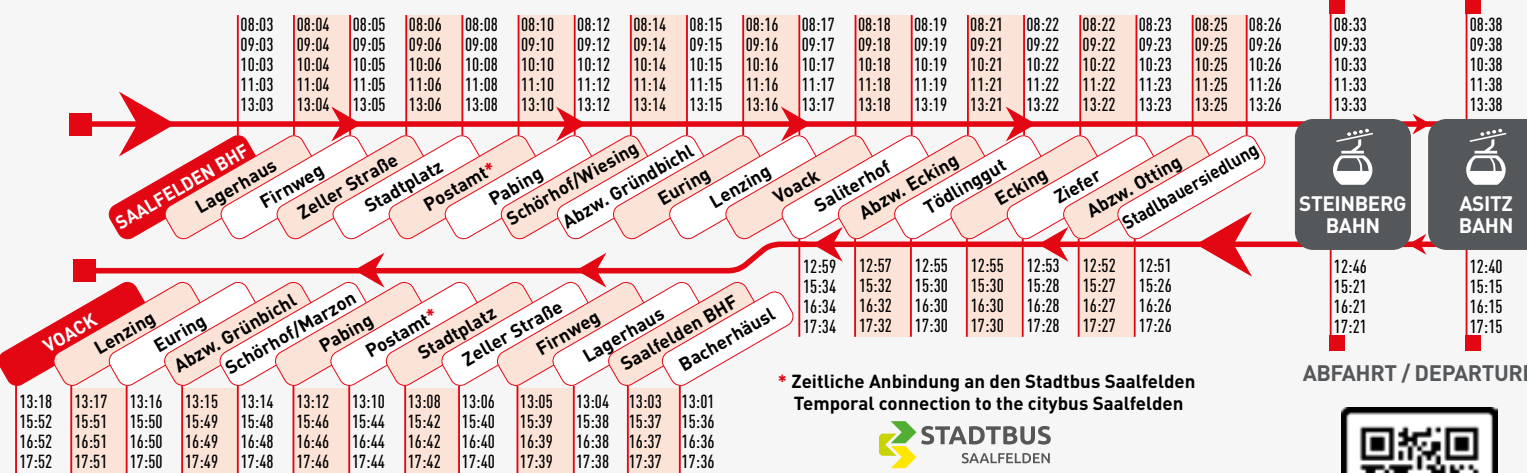 08:03 08:04 08:05 08:06 08:08 08:10 08:12 08:14 08:15 08:16 08:17 08:18 08:19 08:21 08:22 08:22 08:23 08:25 08:26 08:33 08:38
09:03 09:04 09:05 09:06 09:08 09:10 09:12 09:14 09:15 09:16 09:17 09:18 09:19 09:21 09:22 09:22 09:23 09:25 09:26 09:33 09:38
10:03 10:04 10:05 10:06 10:08 10:10 10:12 10:14 10:15 10:16 10:17 10:18 10:19 10:21 10:22 10:22 10:23 10:25 10:26 10:33 10:38
11:03 11:04 11:05 11:06 11:08 11:10 11:12 11:14 11:15 11:16 11:17 11:18 11:19 11:21 11:22 11:22 11:23 11:25 11:26 11:33 11:38
13:03 13:04 13:05 13:06 13:08 13:10 13:12 13:14 13:15 13:16 13:17 13:18 13:19 13:21 13:22 13:22 13:23 13:25 13:26 13:33 13:38
SAALFELDEN BHF
Lagerhaus
Firnweg
Zeller Straße
Stadtplatz
Postamt*
Pabing
Schörhof/Wiesing
Abzw. Gründbichl
Euring
Lenzing
Voack
Saliterhof
Abzw. Ecking
Tödlinggut
Ecking
Ziefer
Abzw. Otting
Stadlbauersiedlung
STEINBERG
BAHN
ASITZ
BAHN
12:59 12:57 12:55 12:55 12:53 12:52 12:51 12:46 12:40
15:34 15:32 15:30 15:30 15:28 15:27 15:26 15:21 15:15
16:34 16:32 16:30 16:30 16:28 16:27 16:26 16:21 16:15
17:34 17:32 17:30 17:30 17:28 17:27 17:26 17:21 17:15
VOACK
Lenzing
Euring
Abzw. Grünbichl
Schörhof/Marzon
Pabing
Postamt*
Stadtplatz
Zeller Straße
Firnweg
Lagerhaus
Saalfelden BHF
Bacherhäusl
13:18 13:17 13:16 13:15 13:14 13:12 13:10 13:08 13:06 13:05 13:04 13:03 13:01
15:52 15:51 15:50 15:49 15:48 15:46 15:44 15:42 15:40 15:39 15:38 15:37 15:36
16:52 16:51 16:50 16:49 16:48 16:46 16:44 16:42 16:40 16:39 16:38 16:37 16:36
17:52 17:51 17:50 17:49 17:48 17:46 17:44 17:42 17:40 17:39 17:38 17:37 17:36
* Zeitliche Anbindung an den Stadtbus Saalfelden
Temporal connection to the citybus Saalfelden
STADTBUS
SAALFELDEN
ABFAHRT / DEPARTURE